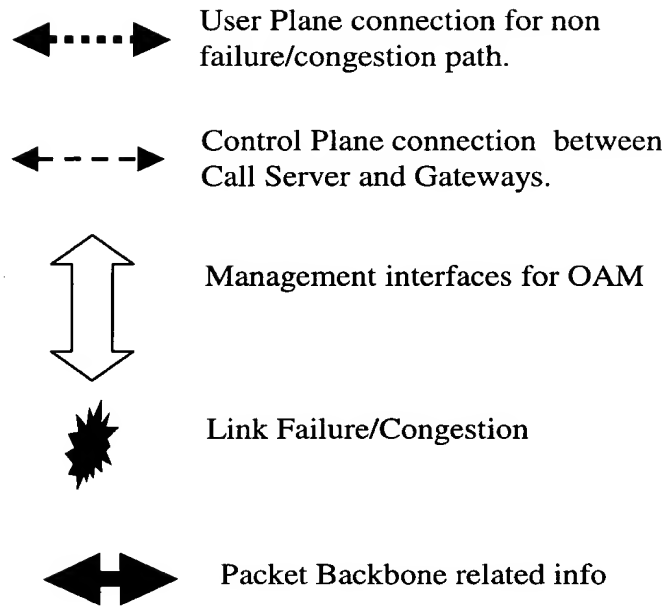 User Plane connection for non
failure/congestion path.
Control Plane connection between
Call Server and Gateways.
Management interfaces for OAM
Link Failure/Congestion
Packet Backbone related info